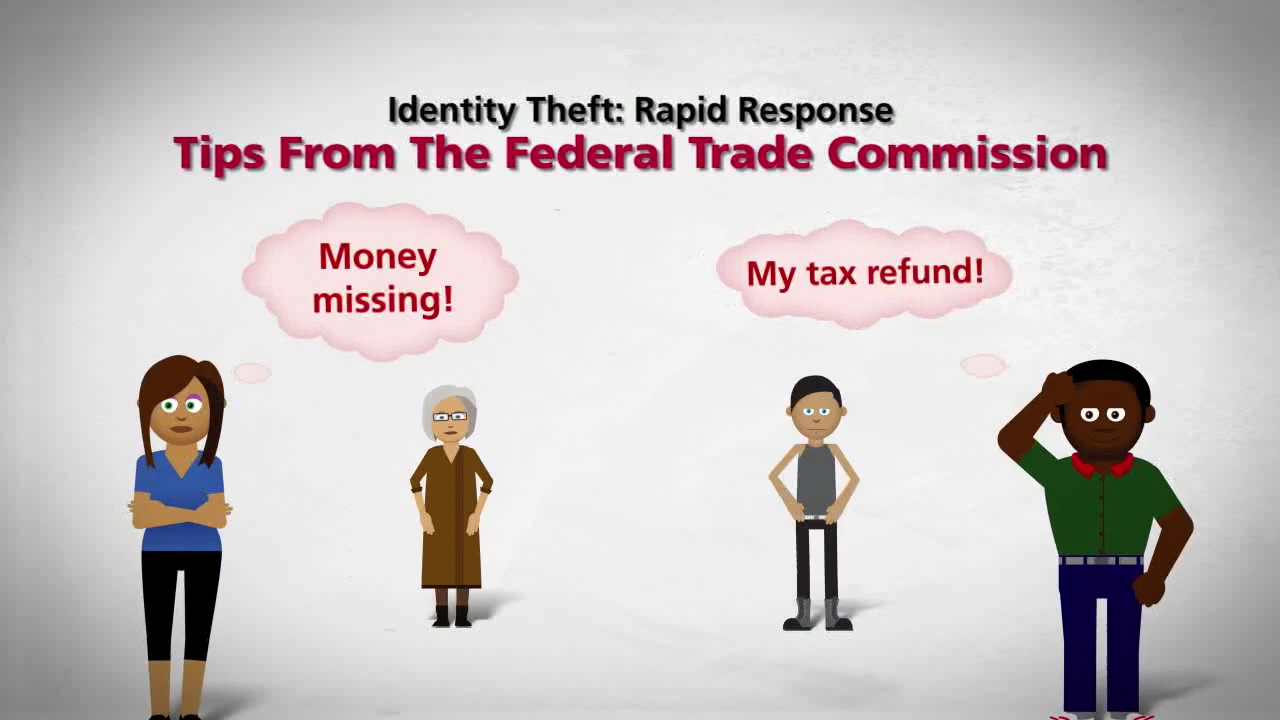 Identity Theft: Rapid Response
Tips From The Federal Trade Commission
Money
missing!
My tax refund!